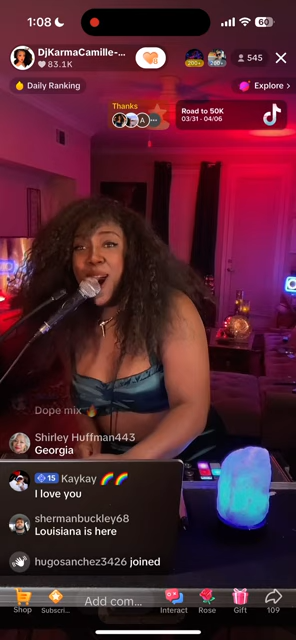 1:08
60
DjKarmaCamille-...
83.1K
200+
200+
545
Daily Ranking
Explore >
Thanks
A
Road to 50K
03/31 - 04/06
Dope mix
Shirley Huffman443
Georgia
15 Kaykay 🌈🌈
I love you
shermanbuckley68
Louisiana is here
hugosanchez3426 joined
Add com...
Shop
Subscri...
Interact
Rose
Gift
109